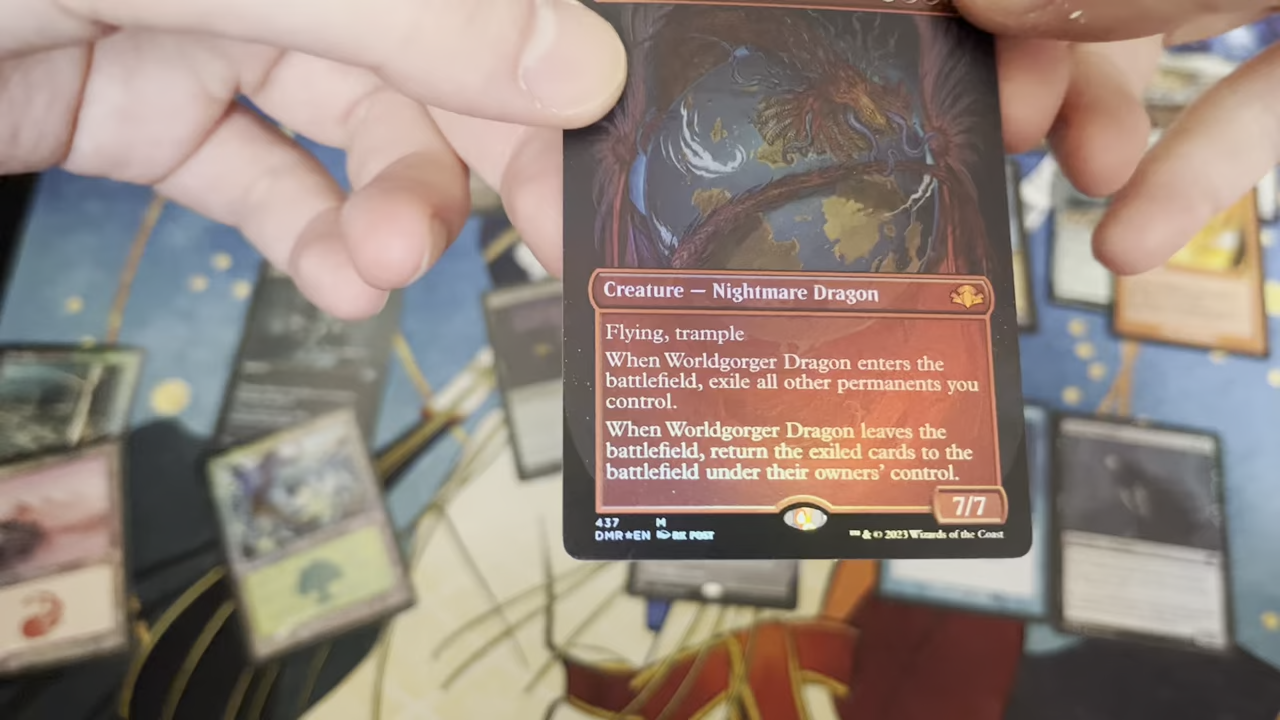 Creature — Nightmare Dragon
Flying, trample
When Worldgorger Dragon enters the
battlefield, exile all other permanents you
control.
When Worldgorger Dragon leaves the
battlefield, return the exiled cards to the
battlefield under their owners' control.
7/7
437 M
DMR★EN RK POST
™ & © 2023 Wizards of the Coast